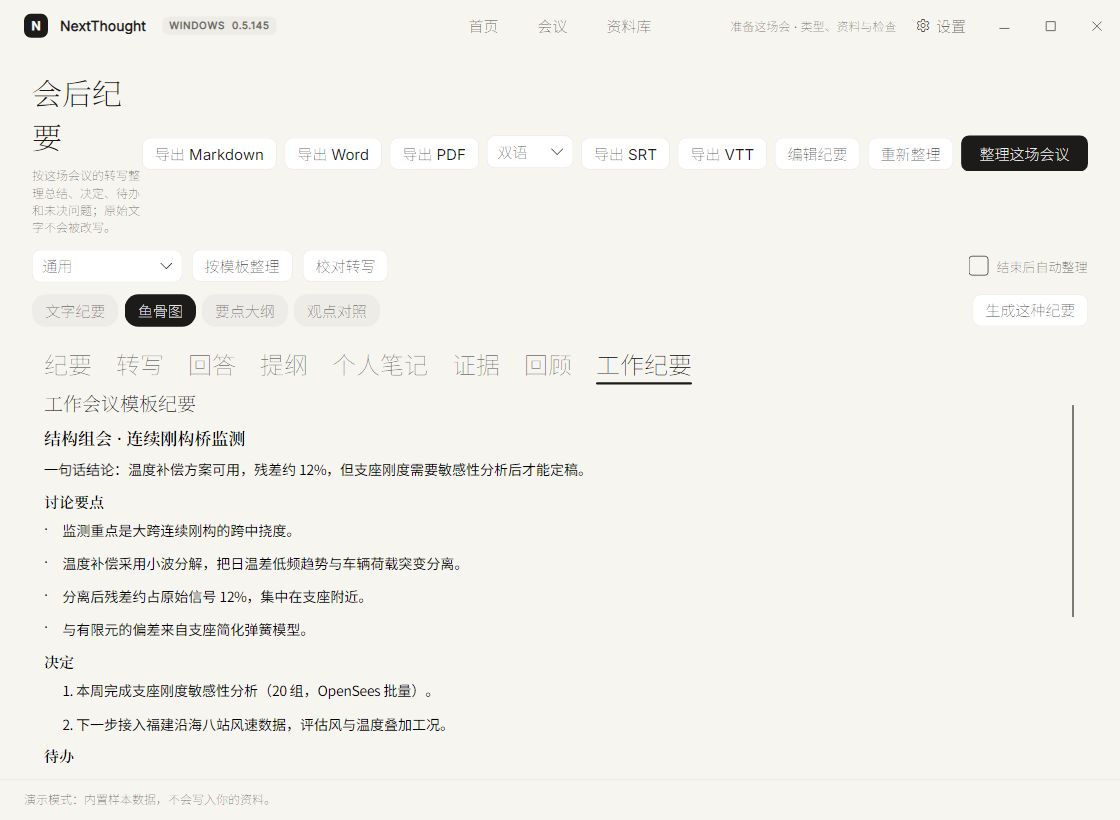 N NextThought WINDOWS 0.5.145 首页 会议 资料库 准备这场会 · 类型、资料与检查 设置
会后纪
要
导出 Markdown 导出 Word 导出 PDF 双语 导出 SRT 导出 VTT 编辑纪要 重新整理 整理这场会议
按这场会议的转写整
理总结、决定、待办
和未决问题；原始文
字不会被改写。
通用 按模板整理 校对转写 结束后自动整理
文字纪要 鱼骨图 要点大纲 观点对照 生成这种纪要
纪要 转写 回答 提纲 个人笔记 证据 回顾 工作纪要
工作会议模板纪要
结构组会 · 连续刚构桥监测
一句话结论：温度补偿方案可用，残差约 12%，但支座刚度需要敏感性分析后才能定稿。
讨论要点
· 监测重点是大跨连续刚构的跨中挠度。
· 温度补偿采用小波分解，把日温差低频趋势与车辆荷载突变分离。
· 分离后残差约占原始信号 12%，集中在支座附近。
· 与有限元的偏差来自支座简化弹簧模型。
决定
1. 本周完成支座刚度敏感性分析（20 组，OpenSees 批量）。
2. 下一步接入福建沿海八站风速数据，评估风与温度叠加工况。
待办
演示模式：内置样本数据，不会写入你的资料。